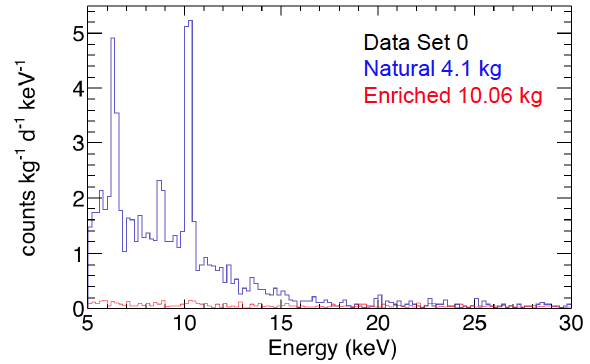 Data Set 0
Natural 4.1 kg
Enriched 10.06 kg
counts kg⁻¹ d⁻¹ keV⁻¹
5
4
3
2
1
0
5 10 15 20 25 30
Energy (keV)